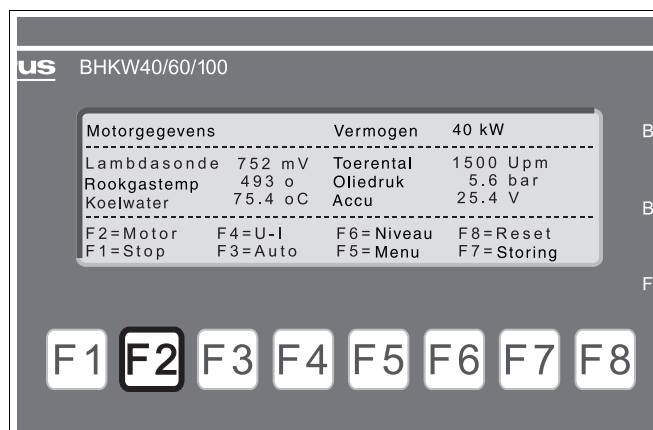 us BHKW40/60/100
Motorgegevens Vermogen 40 kW
Lambdasonde 752 mV Toerental 1500 Upm
Rookgastemp 493 o Oliedruk 5.6 bar
Koelwater 75.4 oC Accu 25.4 V
F2=Motor F4=U-I F6=Niveau F8=Reset
F1=Stop F3=Auto F5=Menu F7=Storing
B
B
F
F1 F2 F3 F4 F5 F6 F7 F8